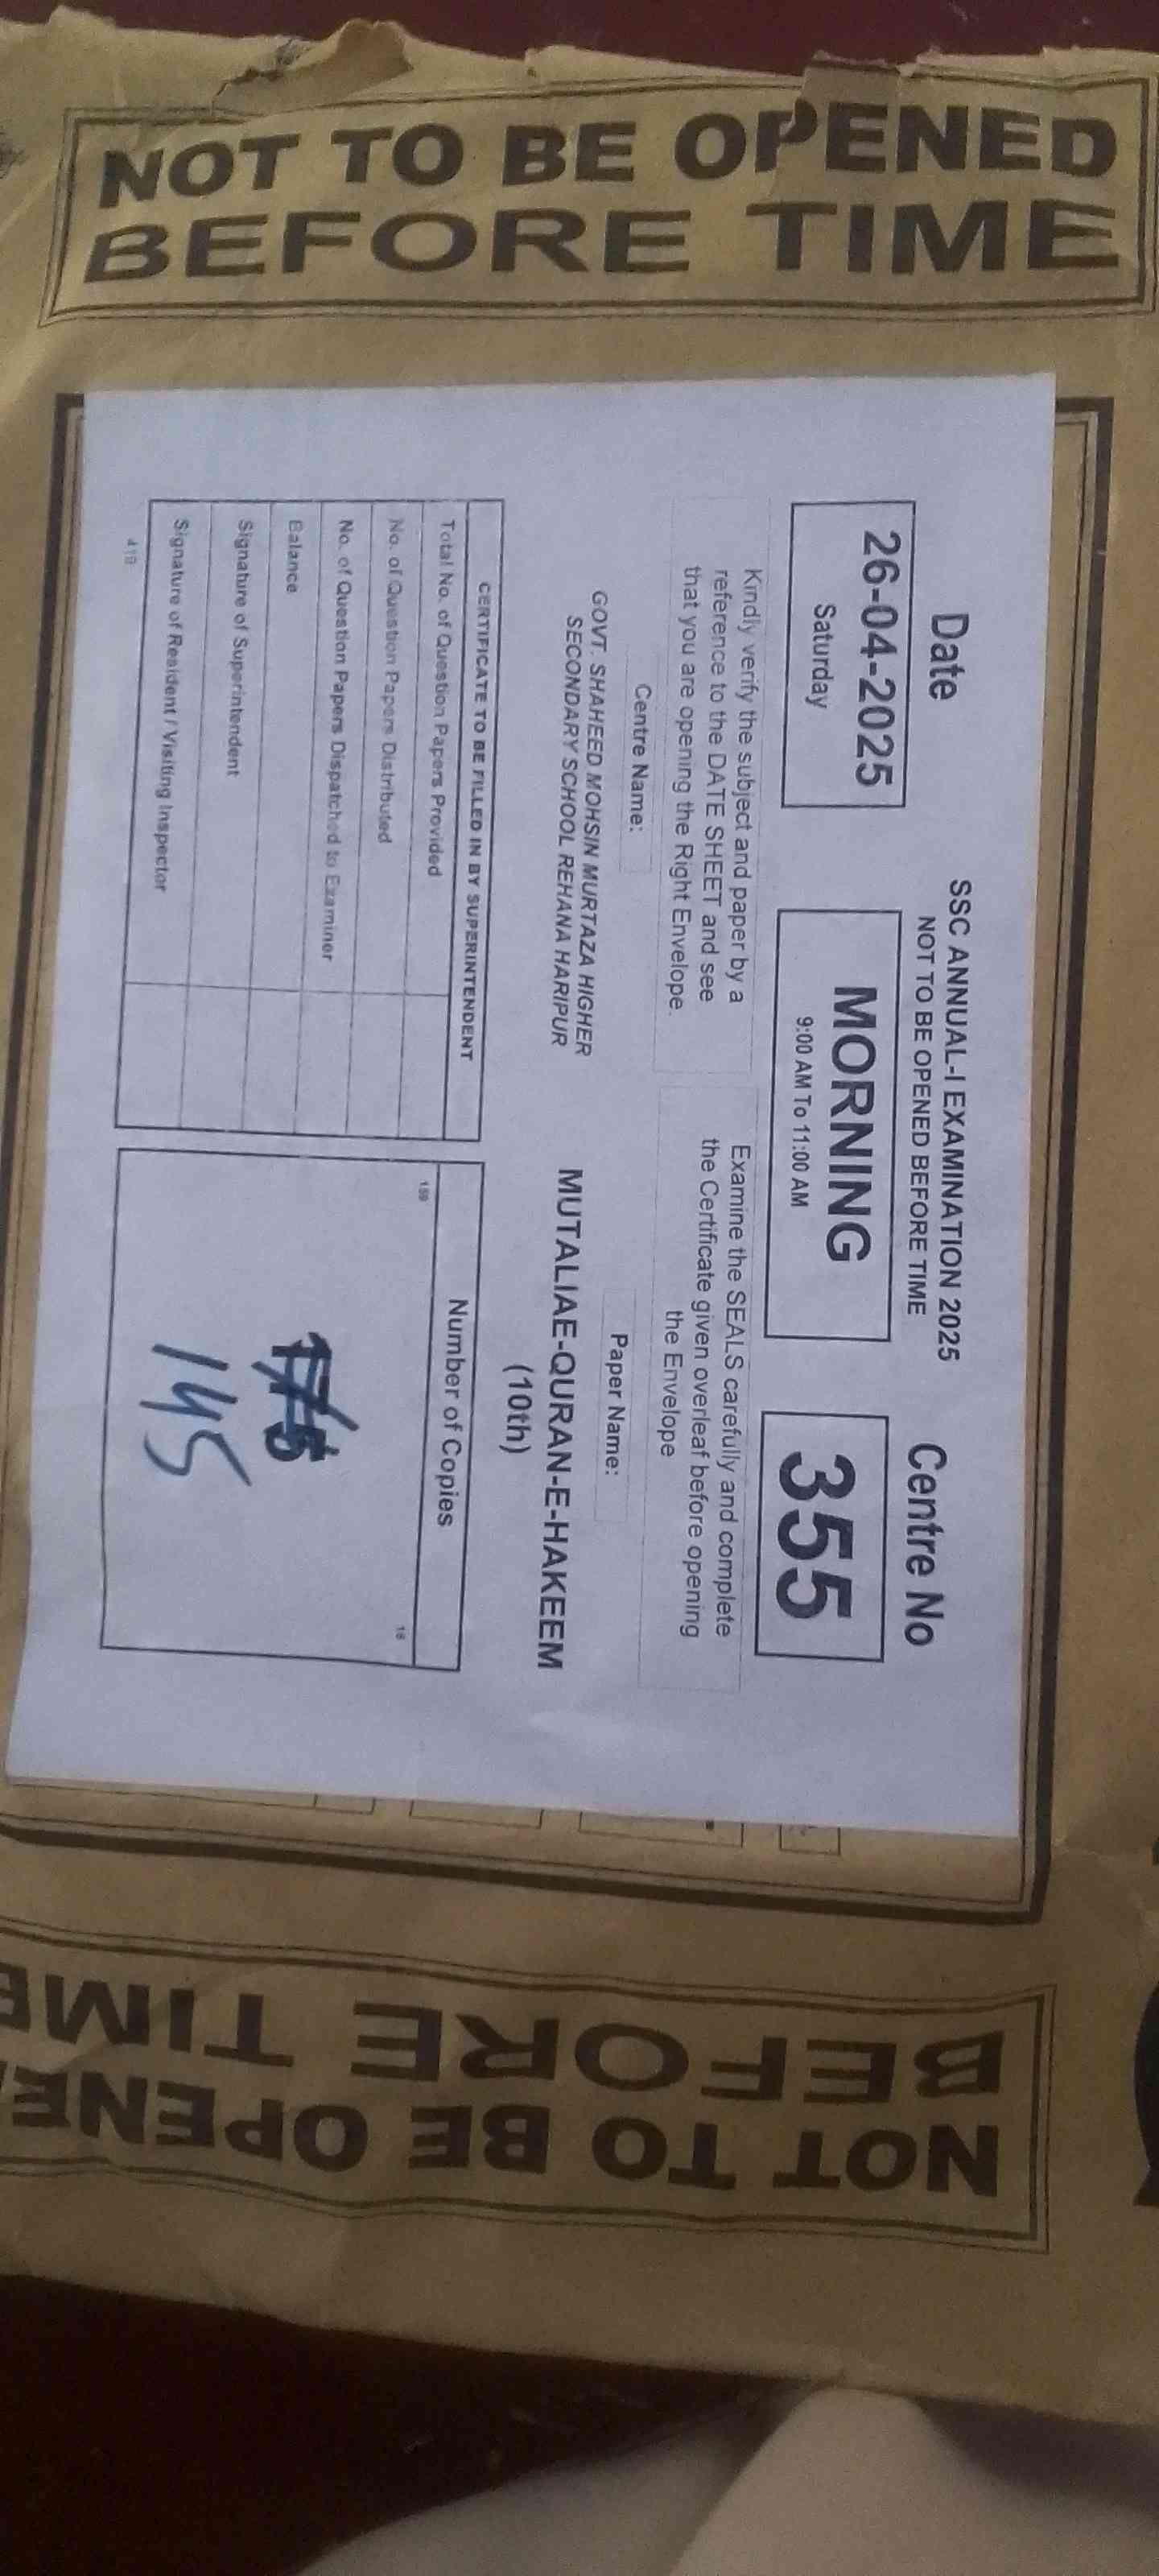 NOT TO BE OPENED
BEFORE TIME
SSC ANNUAL-I EXAMINATION 2025
NOT TO BE OPENED BEFORE TIME
Date
26-04-2025
Saturday
MORNING
9:00 AM To 11:00 AM
Centre No
355
Kindly verify the subject and paper by a
reference to the DATE SHEET and see
that you are opening the Right Envelope.
Examine the SEALS carefully and complete
the Certificate given overleaf before opening
the Envelope
Centre Name:
GOVT. SHAHEED MOHSIN MURTAZA HIGHER
SECONDARY SCHOOL REHANA HARIPUR
Paper Name:
MUTALIAE-QURAN-E-HAKEEM
(10th)
CERTIFICATE TO BE FILLED IN BY SUPERINTENDENT
Total No. of Question Papers Provided
No. of Question Papers Distributed
No. of Question Papers Dispatched to Examiner
Balance
Signature of Superintendent
Signature of Resident / Visiting Inspector
419
Number of Copies
159
16
145
NOT TO BE OPENE
BEFORE TIME